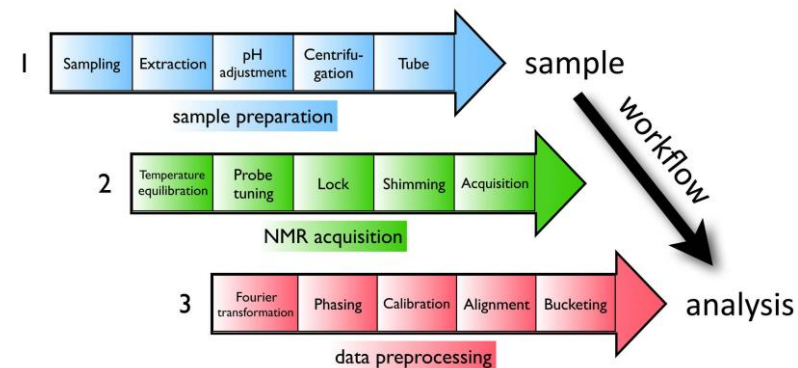 1
Sampling
Extraction
pH
adjustment
Centrifu-
gation
Tube
sample
sample preparation
workflow
2
Temperature
equilibration
Probe
tuning
Lock
Shimming
Acquisition
NMR acquisition
3
Fourier
transformation
Phasing
Calibration
Alignment
Bucketing
analysis
data preprocessing